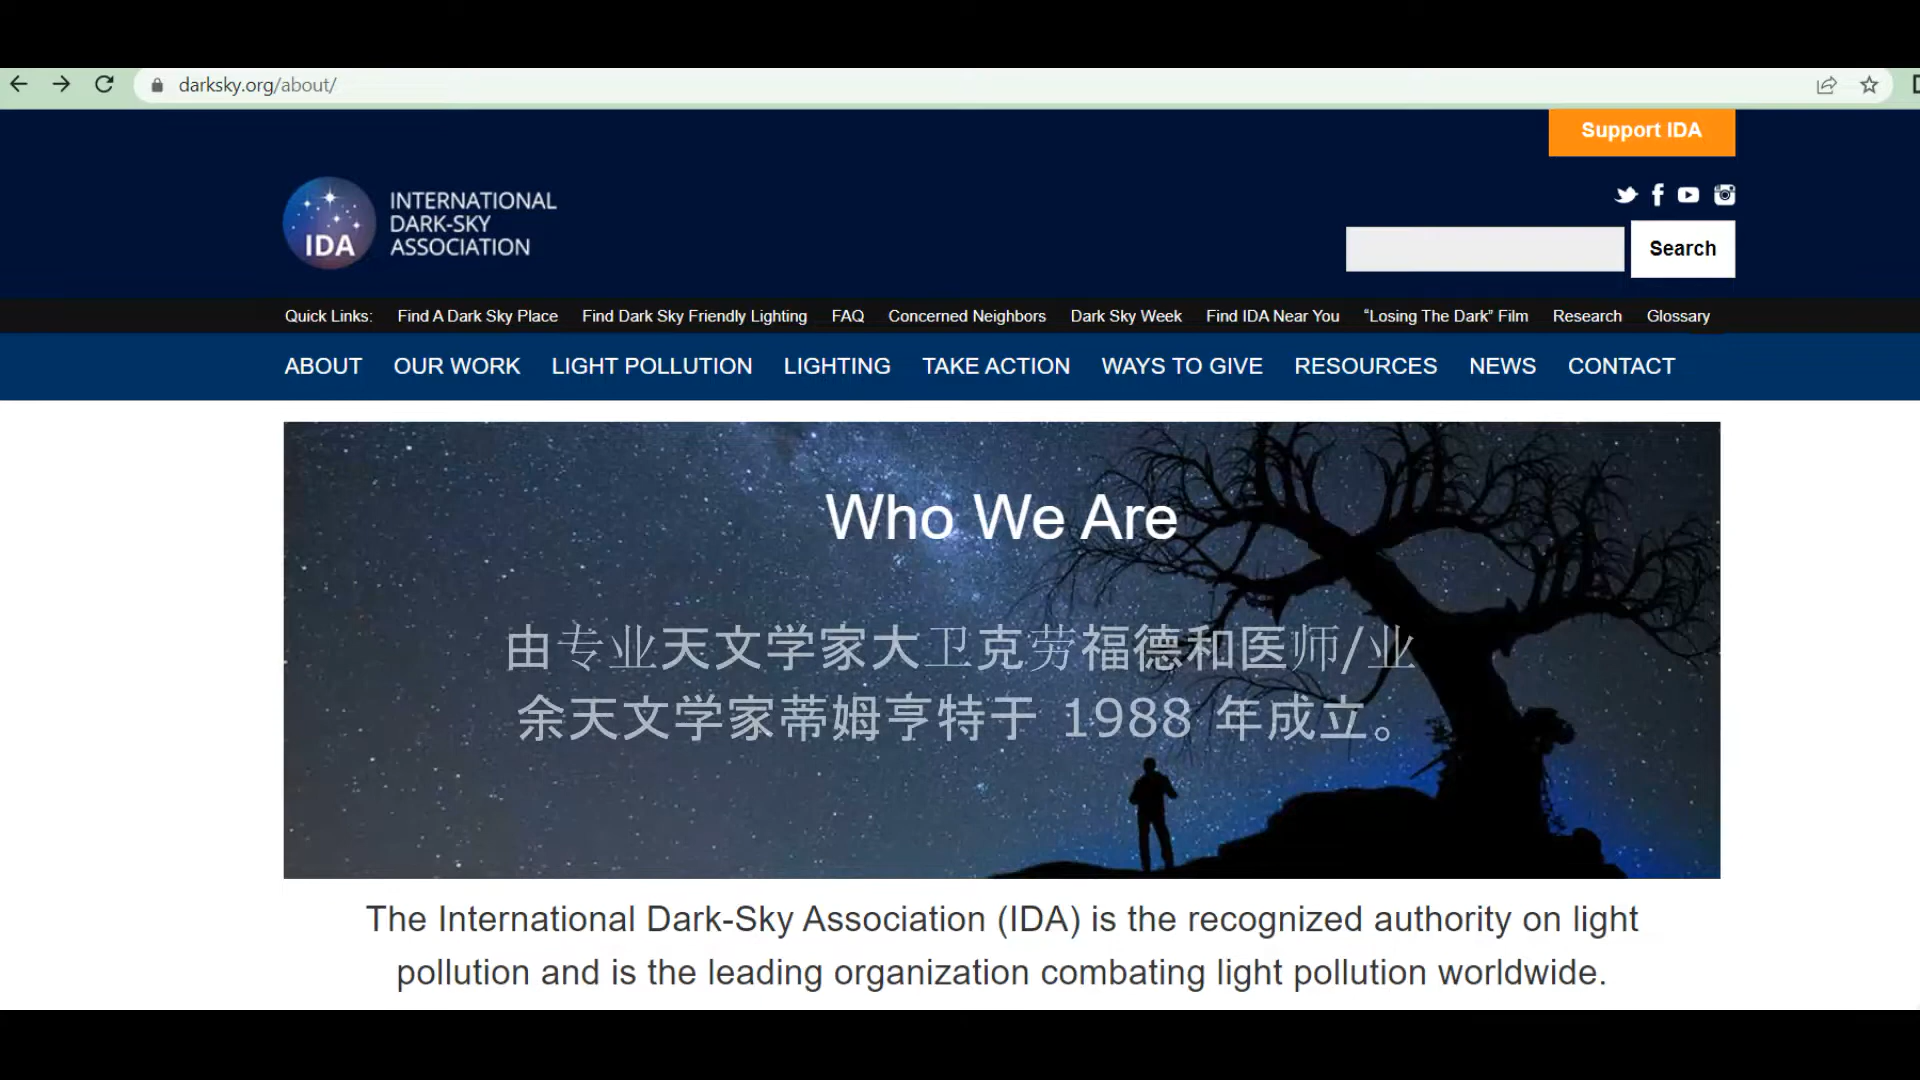 darksky.org/about/
Support IDA
INTERNATIONAL
DARK-SKY
ASSOCIATION
IDA
Search
Quick Links: Find A Dark Sky Place Find Dark Sky Friendly Lighting FAQ Concerned Neighbors Dark Sky Week Find IDA Near You “Losing The Dark” Film Research Glossary
ABOUT OUR WORK LIGHT POLLUTION LIGHTING TAKE ACTION WAYS TO GIVE RESOURCES NEWS CONTACT
Who We Are
由专业天文学家大卫克劳福德和医师/业
余天文学家蒂姆亨特于 1988 年成立。
The International Dark-Sky Association (IDA) is the recognized authority on light
pollution and is the leading organization combating light pollution worldwide.